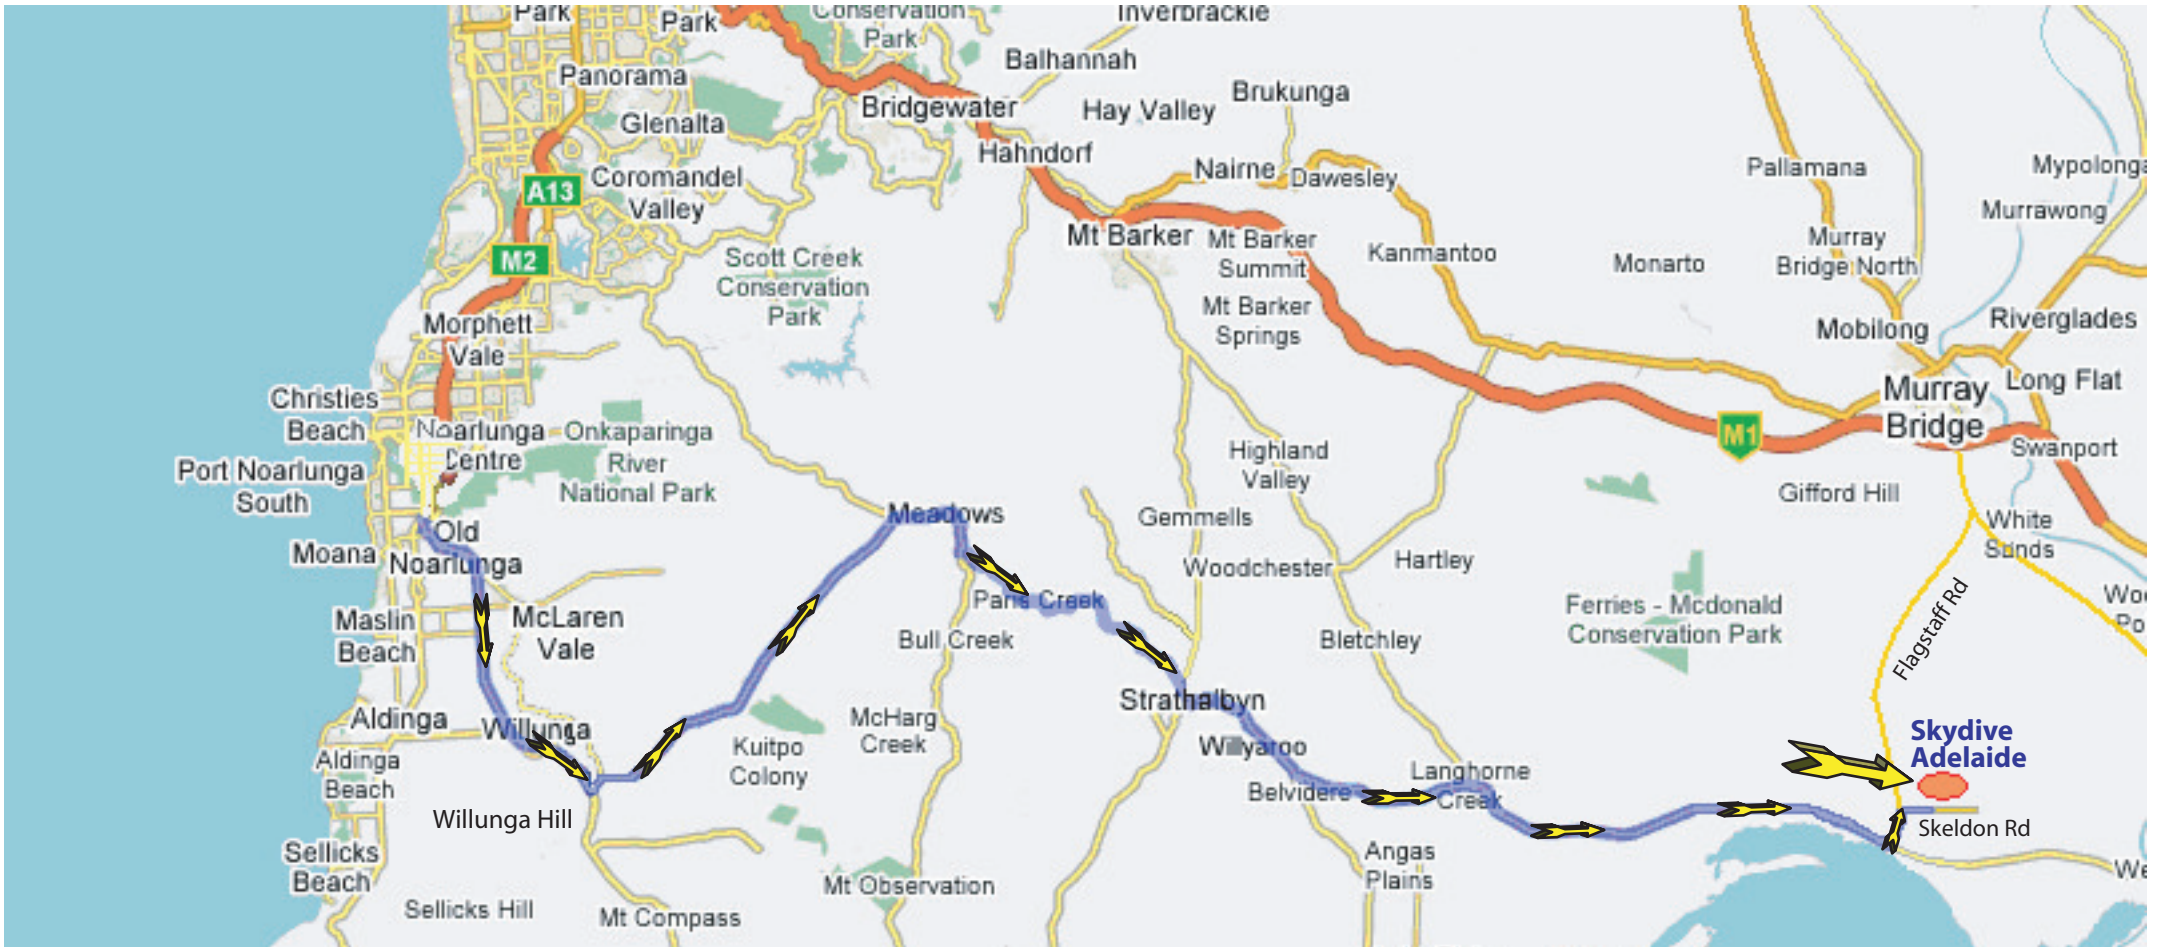 Park
Park
Conservation
Park
Inverbrackie
Balhannah
Panorama
Bridgewater
Hay Valley
Brukunga
Glenalta
Hahndorf
Nairne
Dawesley
Pallamana
Mypolonga
A13
Coromandel
Valley
Murrawong
M2
Mt Barker
Mt Barker
Summit
Kanmantoo
Monarto
Murray
Bridge North
Scott Creek
Conservation
Park
Mt Barker
Springs
Morphett
Vale
Mobilong
Riverglades
Christies
Beach
Murray
Bridge
Long Flat
Noarlunga
Centre
Onkaparinga
River
National Park
M1
Swanport
Port Noarlunga
South
Highland
Valley
Gifford Hill
Meadows
Gemmells
White
Sands
Old
Noarlunga
Moana
Woodchester
Hartley
Maslin
Beach
McLaren
Vale
Paris Creek
Bull Creek
Bletchley
Ferries - Mcdonald
Conservation Park
Flagstaff Rd
Strathalbyn
Aldinga
Willunga
McHarg
Creek
Kuitpo
Colony
Willyaroo
Skydive
Adelaide
Aldinga
Beach
Belvidere
Langhorne
Creek
Willunga Hill
Skeldon Rd
Sellicks
Beach
Angas
Plains
Mt Observation
Sellicks Hill
Mt Compass